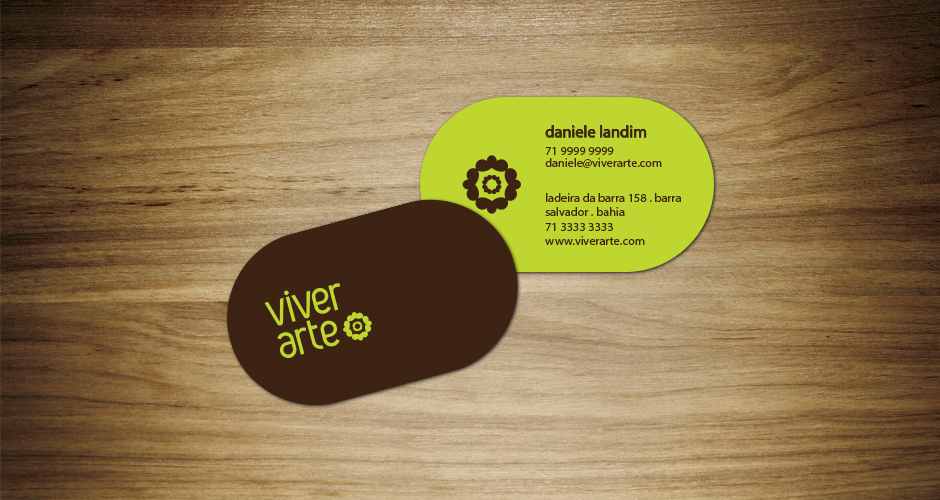 daniele landim
71 9999 9999
daniele@viverarte.com
ladeira da barra 158 . barra
salvador . bahia
71 3333 3333
www.viverarte.com
viver
arte